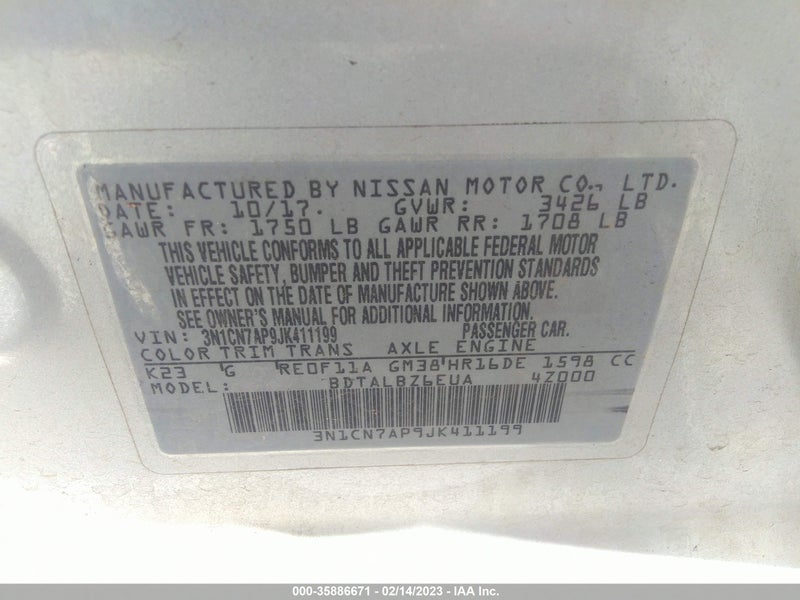 MANUFACTURED BY NISSAN MOTOR CO., LTD.
DATE: 10/17. GVWR: 3426 LB
GAWR FR: 1750 LB GAWR RR: 1708 LB
THIS VEHICLE CONFORMS TO ALL APPLICABLE FEDERAL MOTOR
VEHICLE SAFETY, BUMPER AND THEFT PREVENTION STANDARDS
IN EFFECT ON THE DATE OF MANUFACTURE SHOWN ABOVE.
SEE OWNER'S MANUAL FOR ADDITIONAL INFORMATION.
VIN: 3N1CN7AP9JK411199 PASSENGER CAR.
COLOR TRIM TRANS AXLE ENGINE
K23 G RE0F11A GM38 HR16DE 1598 CC
MODEL: BDTALBZ6EUA 4Z000
3N1CN7AP9JK411199
000-35886671 - 02/14/2023 - IAA Inc.